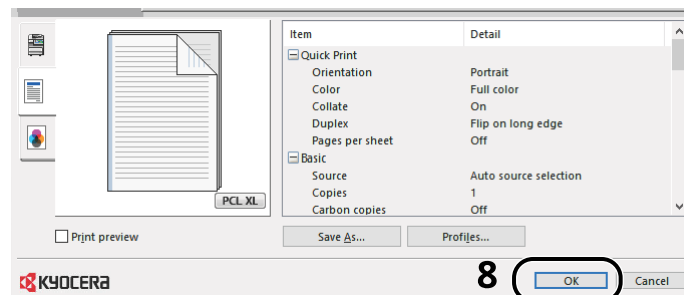 Item Detail
Quick Print
Orientation Portrait
Color Full color
Collate On
Duplex Flip on long edge
Pages per sheet Off
Basic
Source Auto source selection
Copies 1
Carbon copies Off
PCL XL
Print preview Save As... Profiles...
KYOCERA 8 OK Cancel